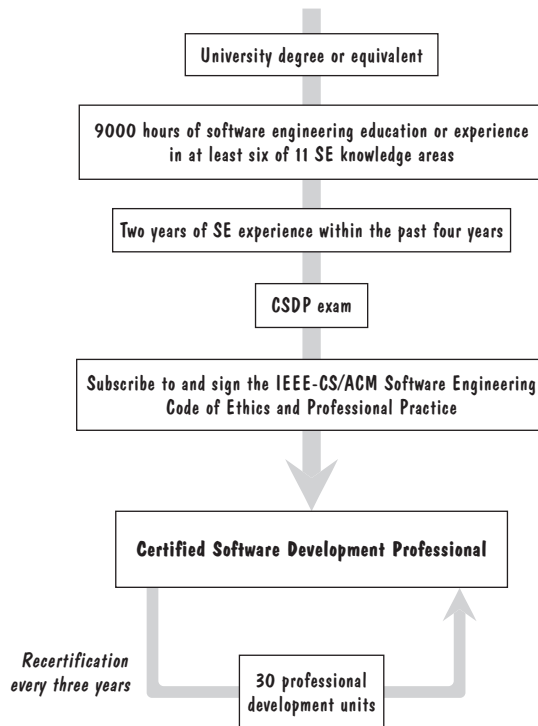 University degree or equivalent
9000 hours of software engineering education or experience
in at least six of 11 SE knowledge areas
Two years of SE experience within the past four years
CSDP exam
Subscribe to and sign the IEEE-CS/ACM Software Engineering
Code of Ethics and Professional Practice
Certified Software Development Professional
Recertification
every three years
30 professional
development units